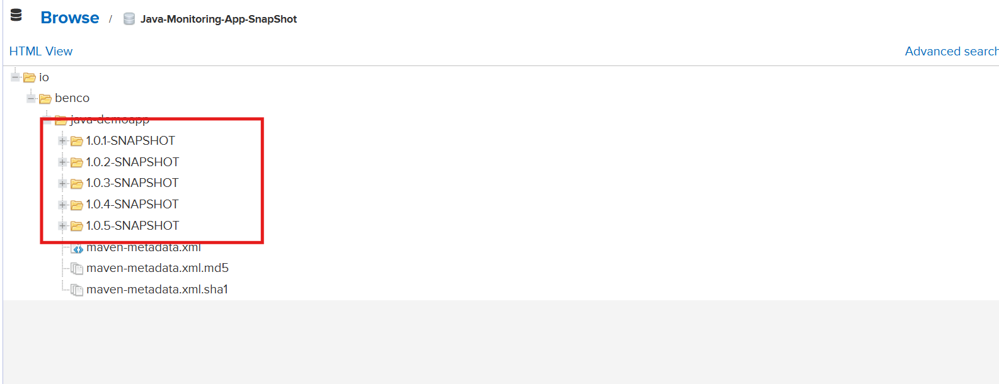 Browse / Java-Monitoring-App-SnapShot
HTML View
Advanced search
io
benco
java-demoapp
1.0.1-SNAPSHOT
1.0.2-SNAPSHOT
1.0.3-SNAPSHOT
1.0.4-SNAPSHOT
1.0.5-SNAPSHOT
maven-metadata.xml
maven-metadata.xml.md5
maven-metadata.xml.sha1